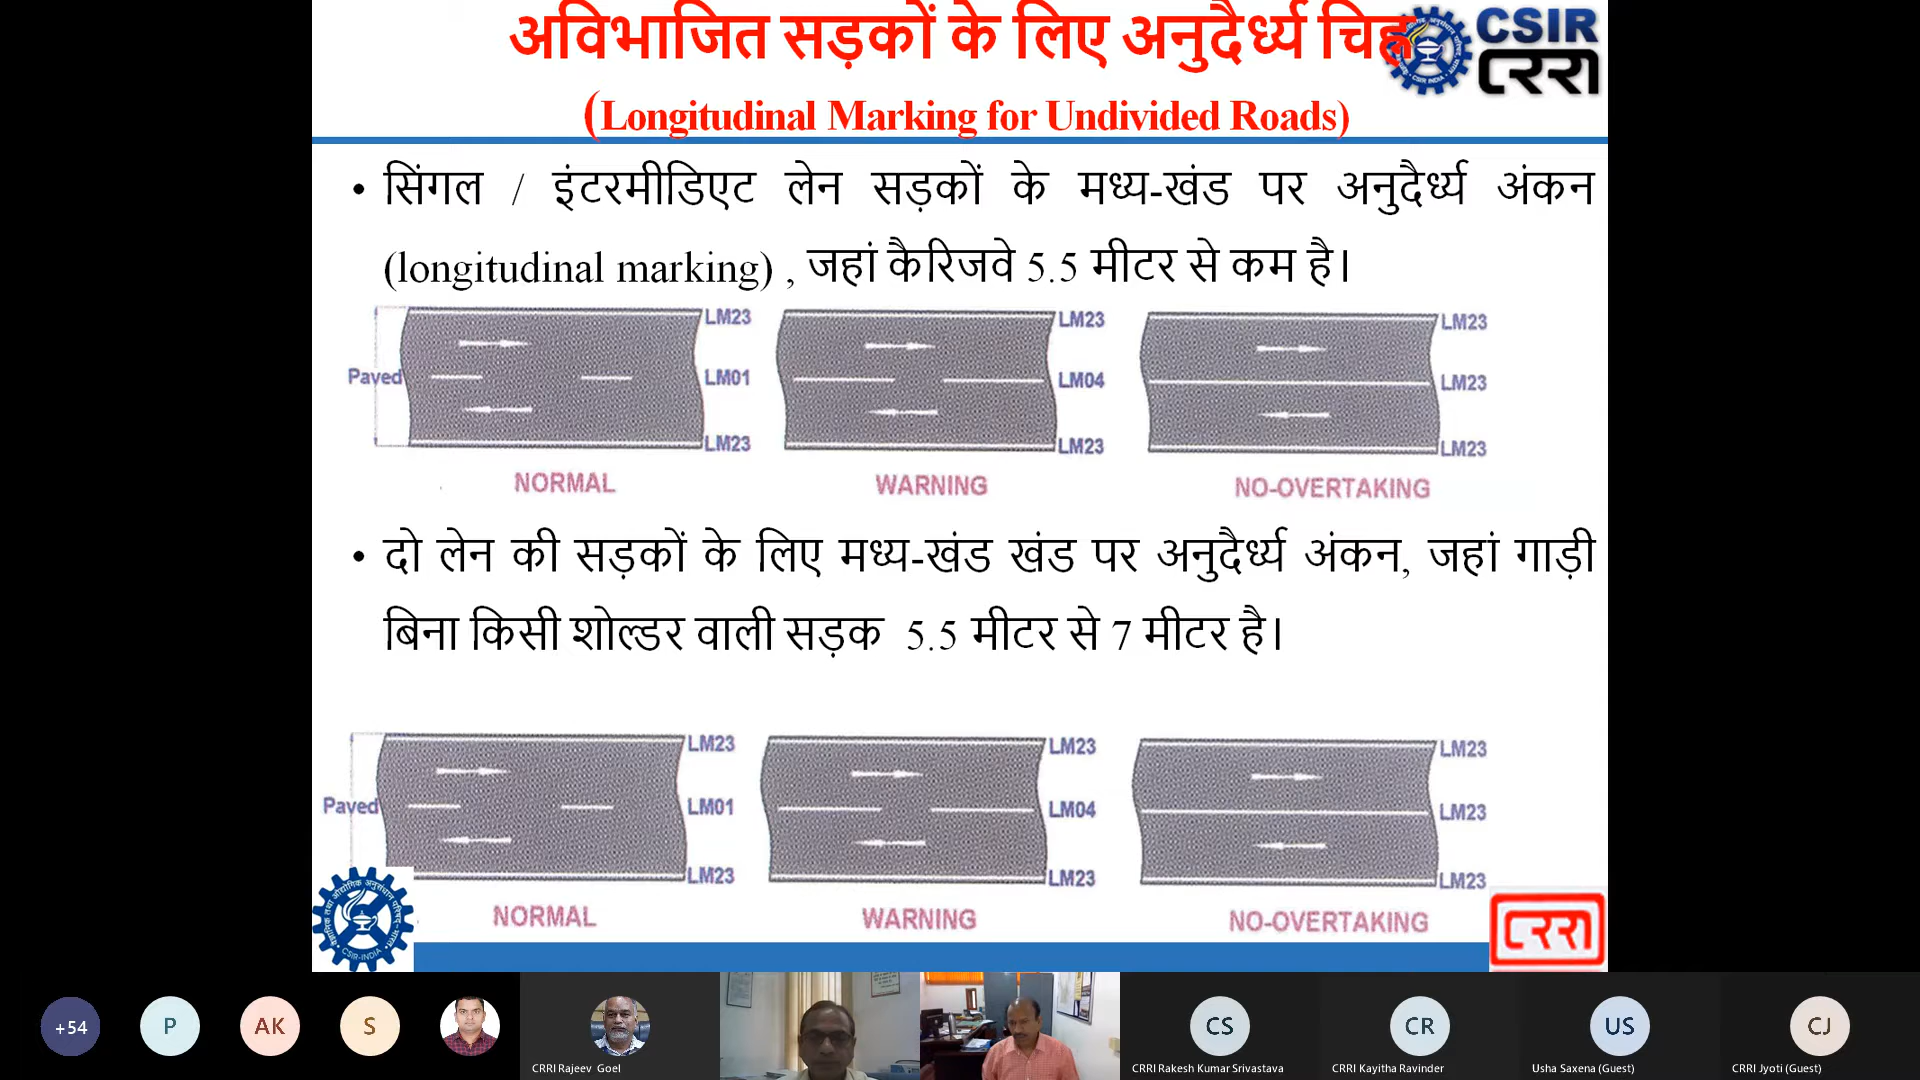 अविभाजित सड़कों के लिए अनुदैर्ध्य चिह्न
(Longitudinal Marking for Undivided Roads)
CSIR
CRRI
• सिंगल / इंटरमीडिएट लेन सड़कों के मध्य-खंड पर अनुदैर्ध्य अंकन
(longitudinal marking) , जहां कैरिजवे 5.5 मीटर से कम है।
LM23 LM23 LM23
Paved LM01 LM04 LM23
LM23 LM23 LM23
NORMAL WARNING NO-OVERTAKING
• दो लेन की सड़कों के लिए मध्य-खंड खंड पर अनुदैर्ध्य अंकन, जहां गाड़ी
बिना किसी शोल्डर वाली सड़क 5.5 मीटर से 7 मीटर है।
LM23 LM23 LM23
Paved LM01 LM04 LM23
LM23 LM23 LM23
NORMAL WARNING NO-OVERTAKING
CSIR-INDIA
CRRI
+54 P AK S CS CR US CJ
CRRI Rajeev Goel CRRI Rakesh Kumar Srivastava CRRI Kayitha Ravinder Usha Saxena (Guest) CRRI Jyoti (Guest)